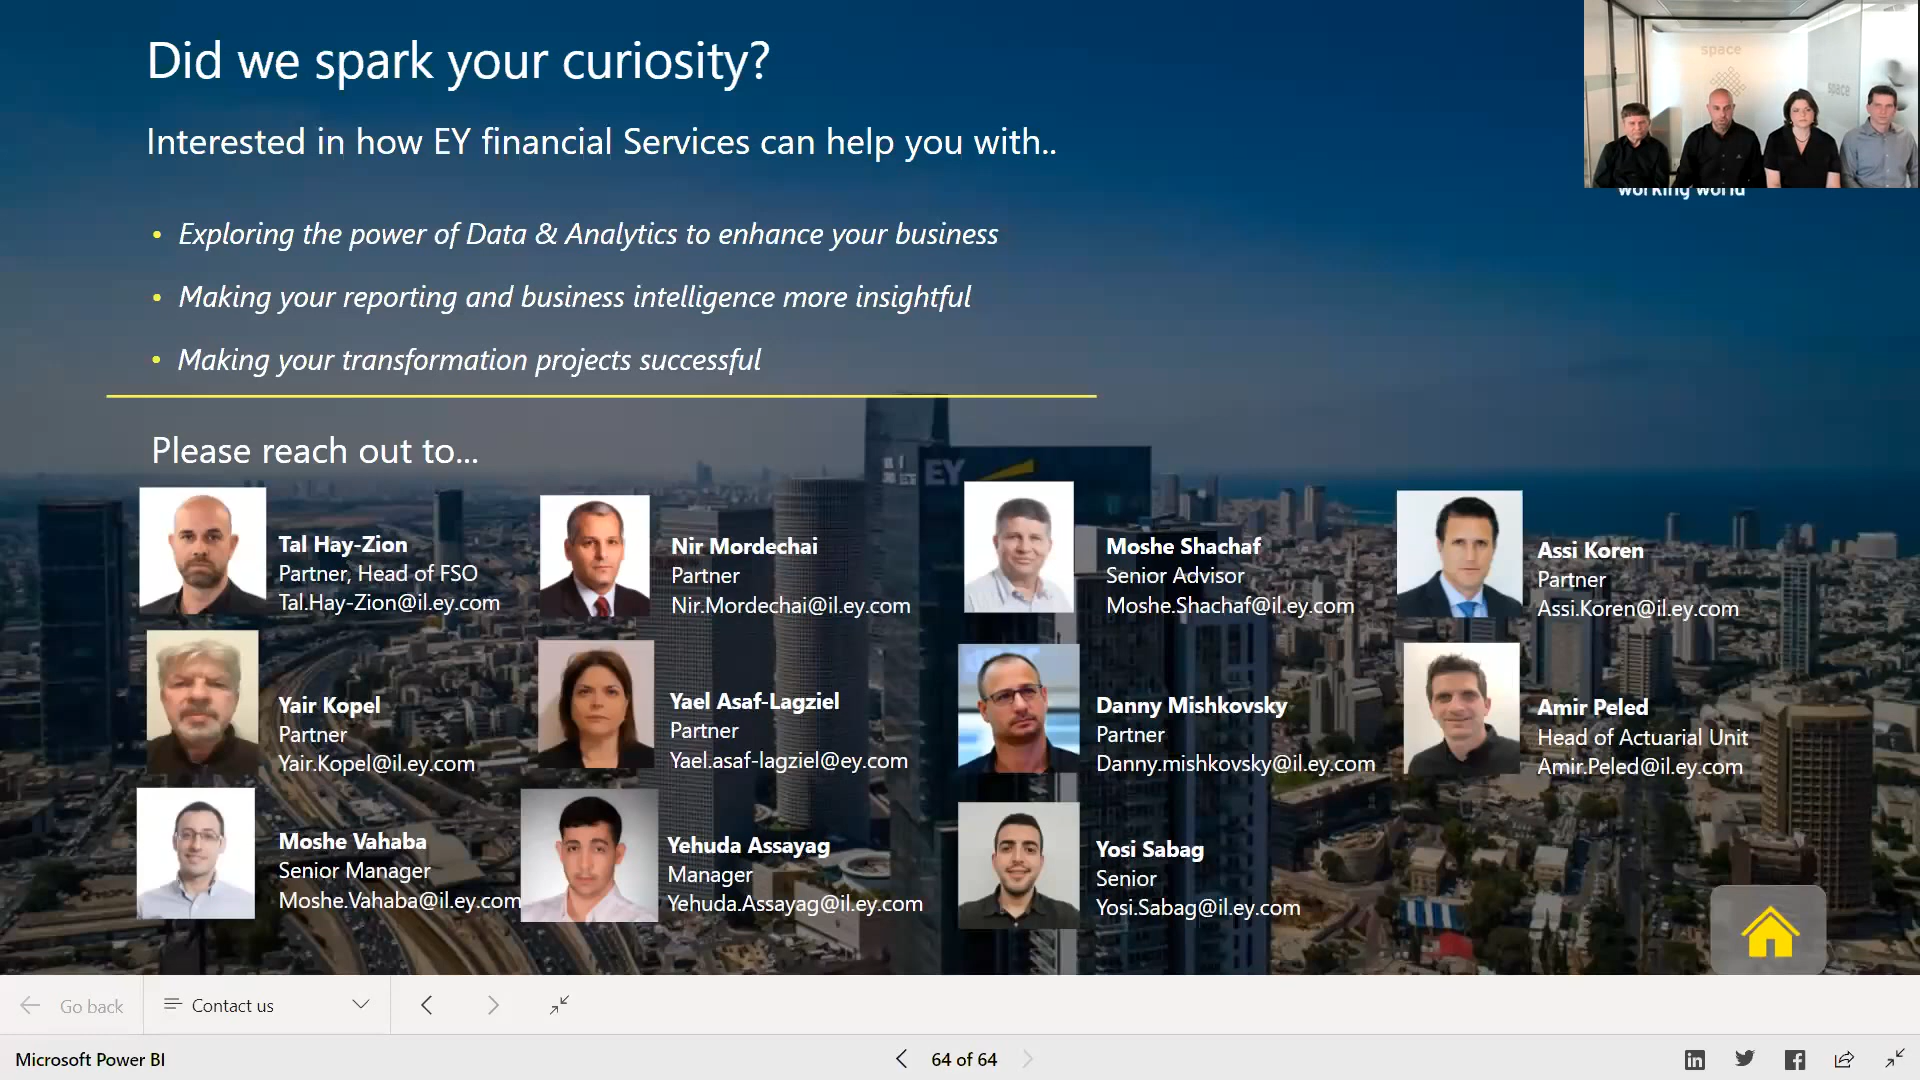 Did we spark your curiosity?
Interested in how EY financial Services can help you with..
• Exploring the power of Data & Analytics to enhance your business
• Making your reporting and business intelligence more insightful
• Making your transformation projects successful
space
space
working world
Please reach out to...
EY
Tal Hay-Zion
Partner, Head of FSO
Tal.Hay-Zion@il.ey.com
Nir Mordechai
Partner
Nir.Mordechai@il.ey.com
Moshe Shachaf
Senior Advisor
Moshe.Shachaf@il.ey.com
Assi Koren
Partner
Assi.Koren@il.ey.com
Yair Kopel
Partner
Yair.Kopel@il.ey.com
Yael Asaf-Lagziel
Partner
Yael.asaf-lagziel@ey.com
Danny Mishkovsky
Partner
Danny.mishkovsky@il.ey.com
Amir Peled
Head of Actuarial Unit
Amir.Peled@il.ey.com
Moshe Vahaba
Senior Manager
Moshe.Vahaba@il.ey.com
Yehuda Assayag
Manager
Yehuda.Assayag@il.ey.com
Yosi Sabag
Senior
Yosi.Sabag@il.ey.com
Go back
Contact us
Microsoft Power BI
64 of 64